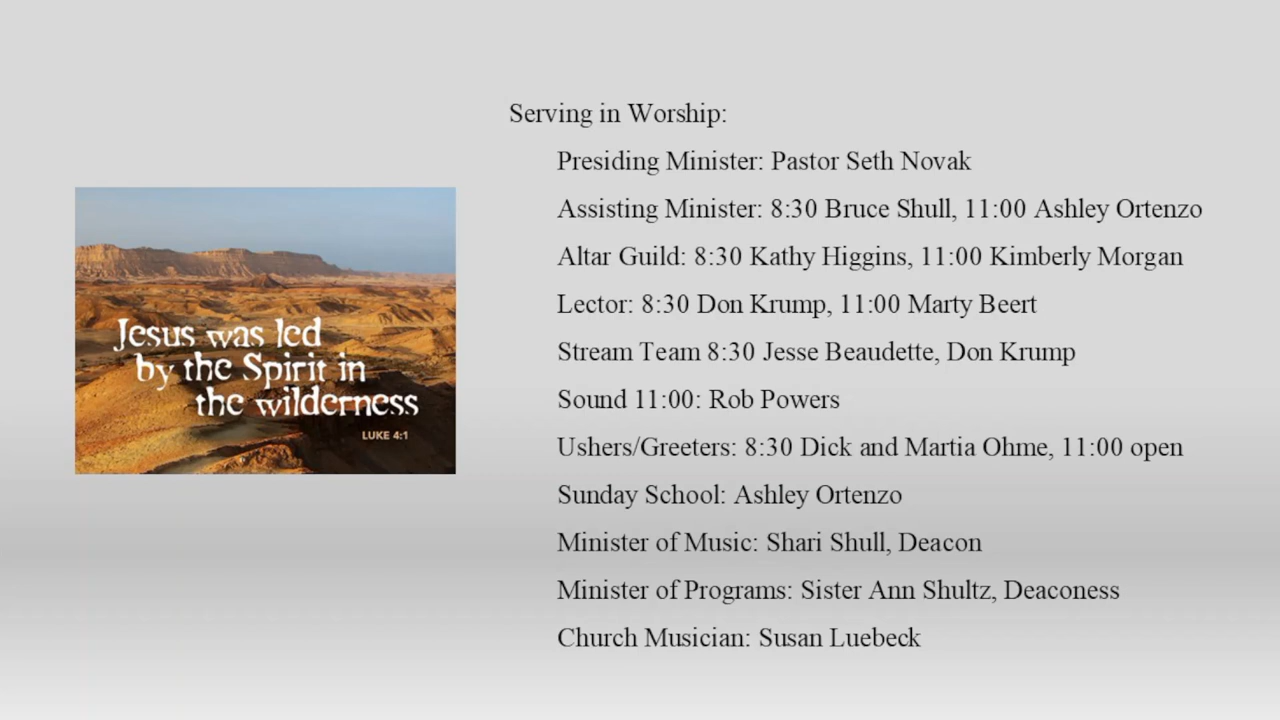 Serving in Worship:
Presiding Minister: Pastor Seth Novak
Assisting Minister: 8:30 Bruce Shull, 11:00 Ashley Ortenzo
Altar Guild: 8:30 Kathy Higgins, 11:00 Kimberly Morgan
Lector: 8:30 Don Krump, 11:00 Marty Beert
Stream Team 8:30 Jesse Beaudette, Don Krump
Sound 11:00: Rob Powers
Ushers/Greeters: 8:30 Dick and Martia Ohme, 11:00 open
Sunday School: Ashley Ortenzo
Minister of Music: Shari Shull, Deacon
Minister of Programs: Sister Ann Shultz, Deaconess
Church Musician: Susan Luebeck
Jesus was led
by the Spirit in
the wilderness
LUKE 4:1